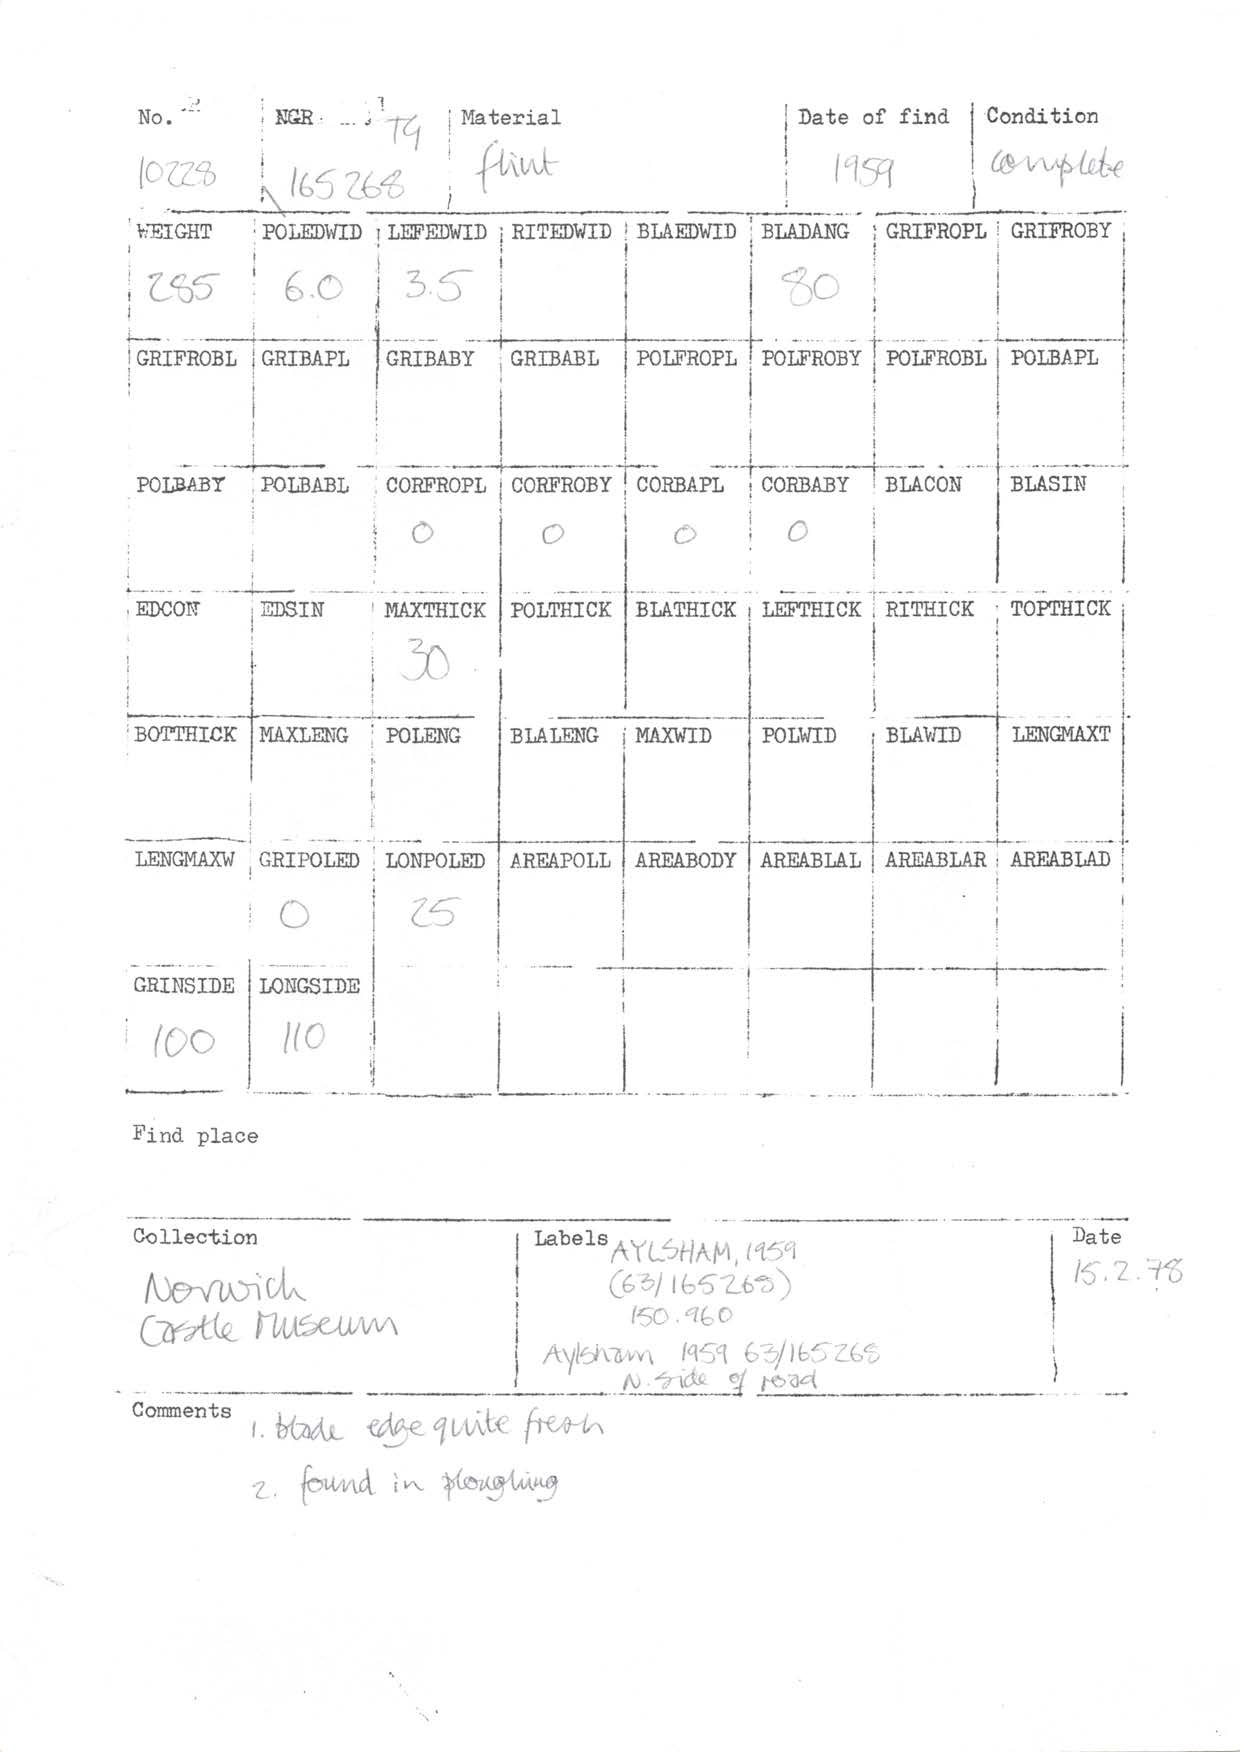 No. NGR Material Date of find Condition
TG
10228 165 268 flint 1959 complete
WEIGHT POLEDWID LEFEDWID RITEDWID BLAEDWID BLADANG GRIFROPL GRIFROBY
285 6.0 3.5 80
GRIFROBL GRIBAPL GRIBABY GRIBABL POLFROPL POLFROBY POLFROBL POLBAPL
POLBABY POLBABL CORFROPL CORFROBY CORBAPL CORBABY BLACON BLASIN
0 0 0 0
EDCON EDSIN MAXTHICK POLTHICK BLATHICK LEFTHICK RITHICK TOPTHICK
30
BOTTHICK MAXLENG POLENG BLALENG MAXWID POLWID BLAWID LENGMAXT
LENGMAXW GRIPOLED LONPOLED AREAPOLL AREABODY AREABLAL AREABLAR AREABLAD
0 25
GRINSIDE LONGSIDE
100 110
Find place
Collection Labels Date
AYLSHAM, 1959
(63/165268)
150.960
Aylsham 1959 63/165268
N. side of road
Norwich
Castle Museum
15.2.78
Comments
1. blade edge quite fresh
2. found in ploughing